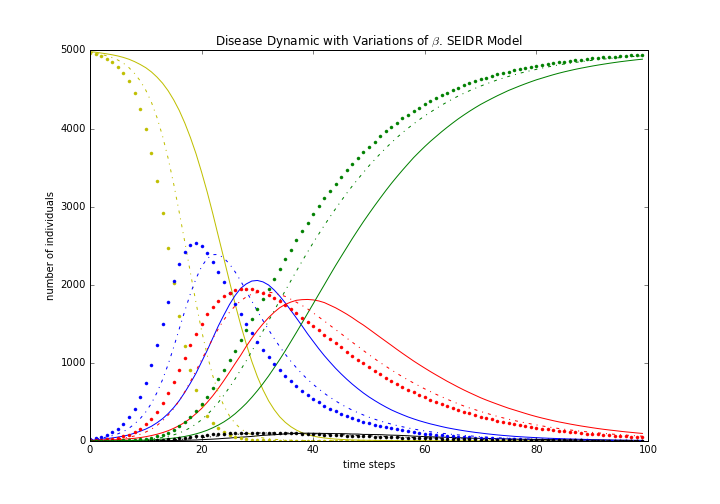 Disease Dynamic with Variations of β. SEIDR Model
5000
4000
3000
2000
1000
0
0 20 40 60 80 100
number of individuals
time steps